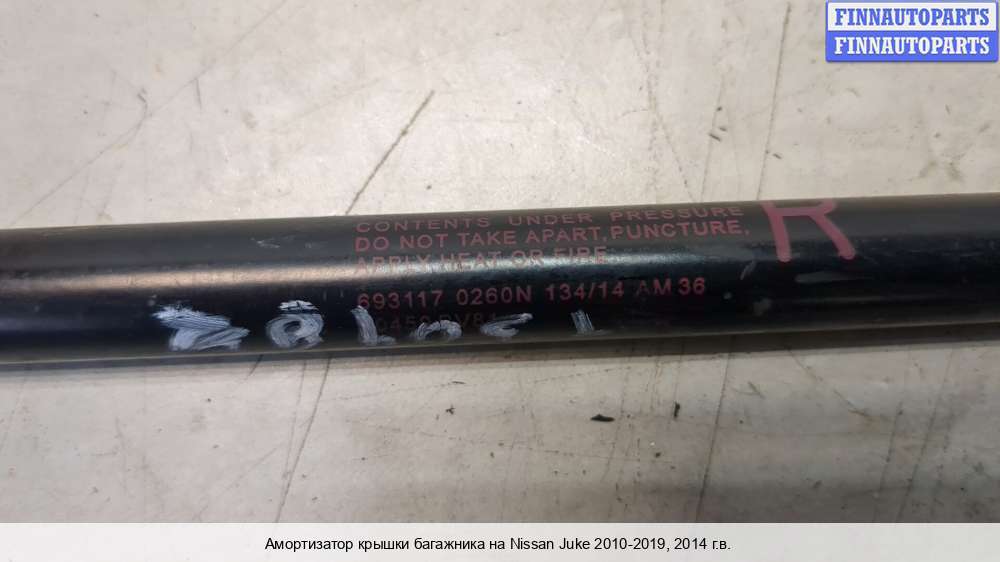 FINNAUTOPARTS
FINNAUTOPARTS
CONTENTS UNDER PRESSURE
DO NOT TAKE APART, PUNCTURE,
APPLY HEAT OR FIRE
R
693117 0260N 134/14 AM 36
Амортизатор крышки багажника на Nissan Juke 2010-2019, 2014 г.в.